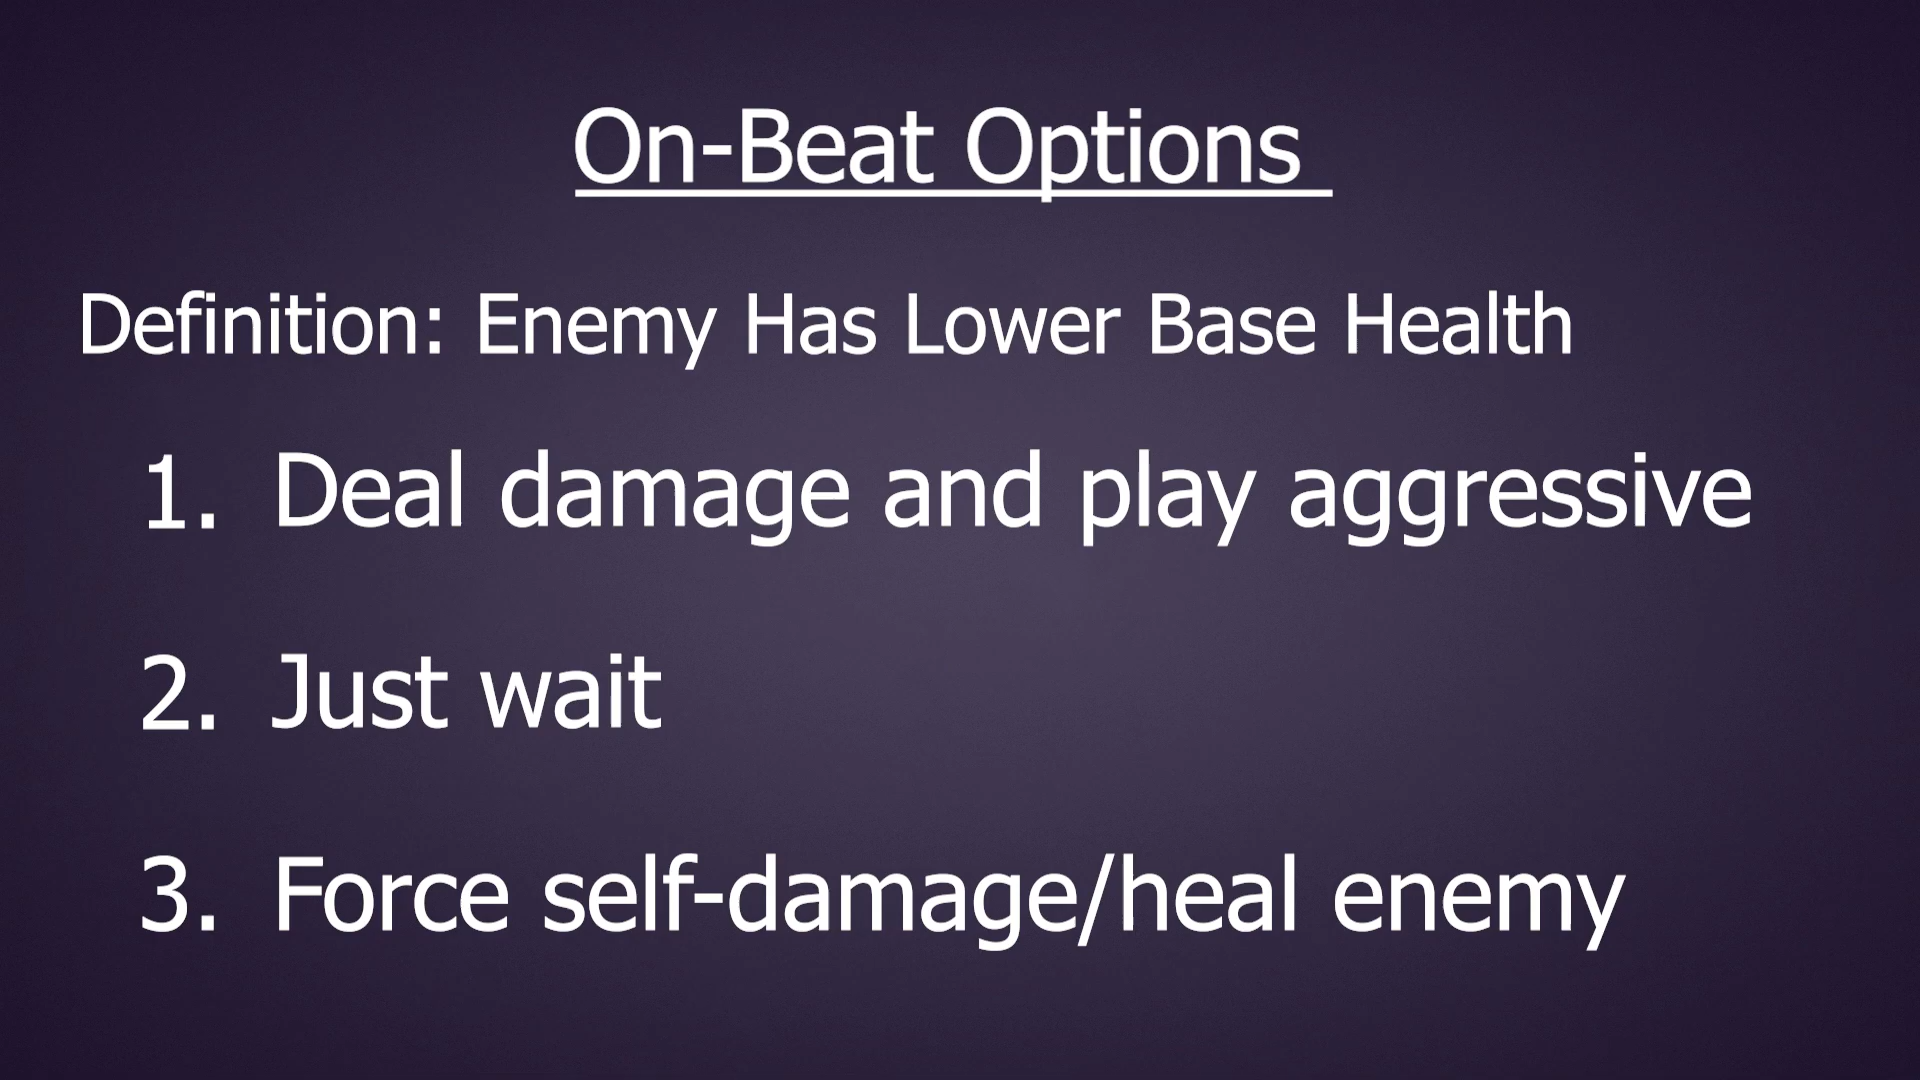 On-Beat Options
Definition: Enemy Has Lower Base Health
1. Deal damage and play aggressive
2. Just wait
3. Force self-damage/heal enemy